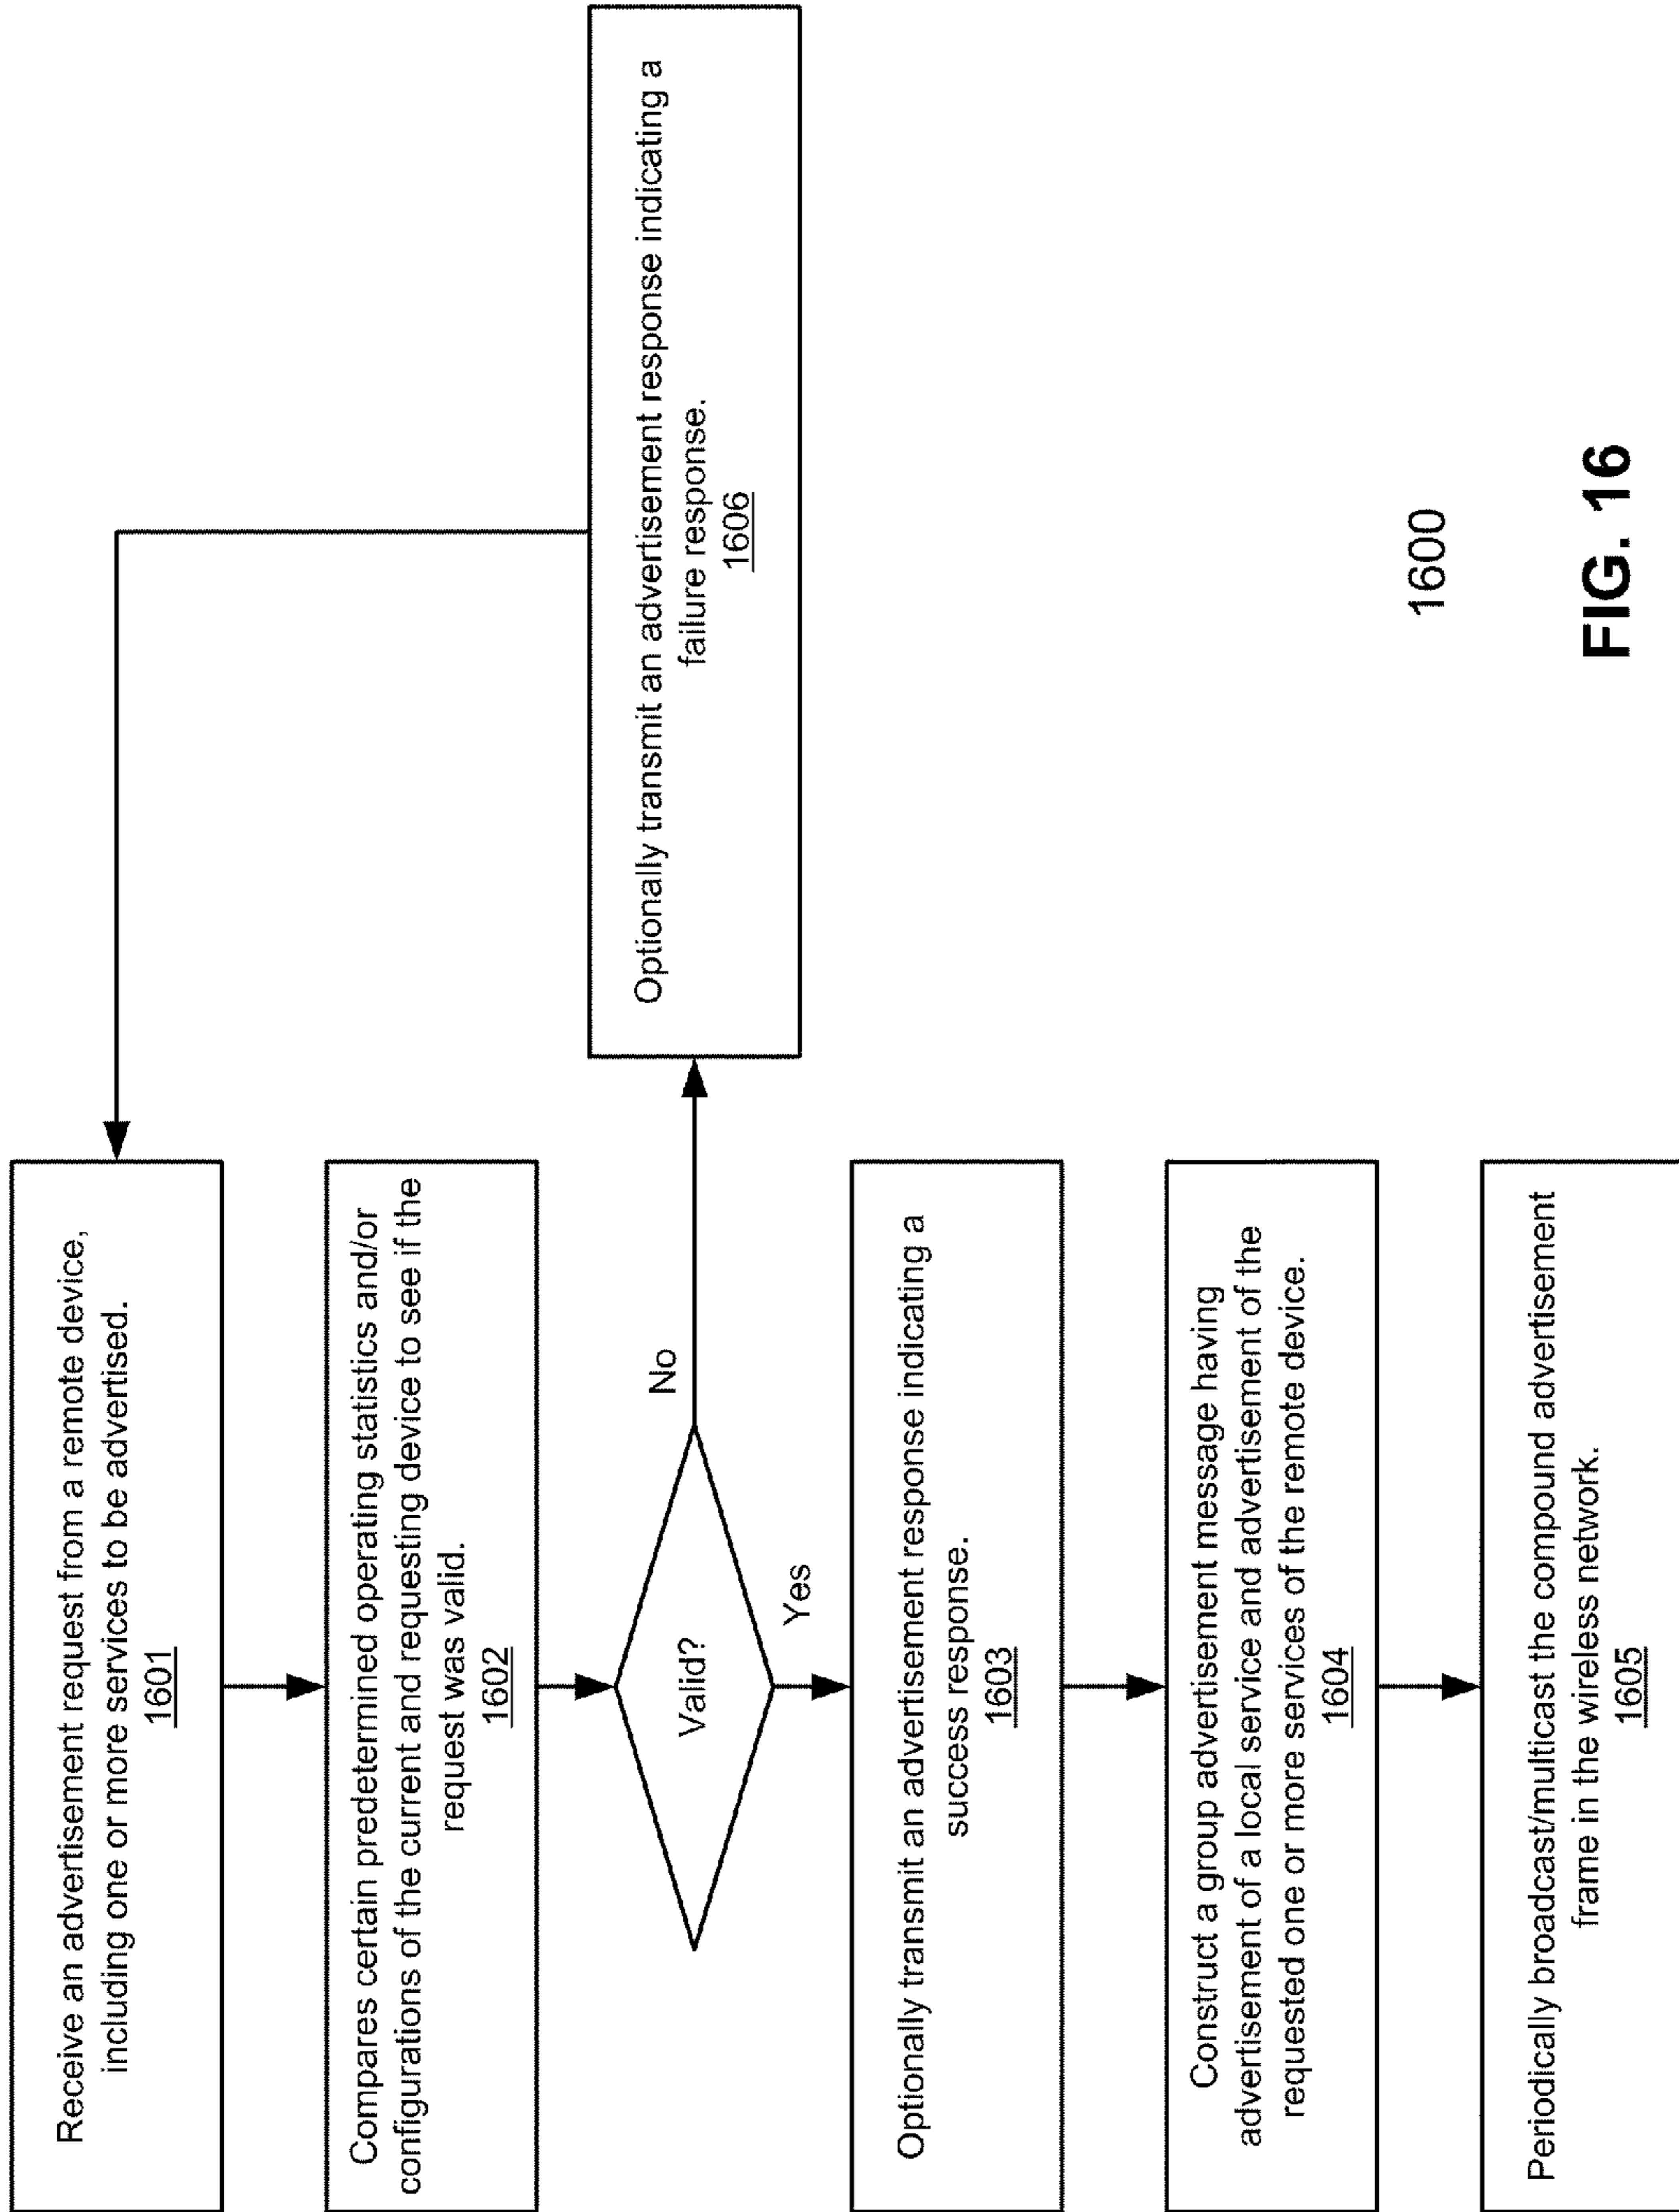 Receive an advertisement request from a remote device,
including one or more services to be advertised.
1601
Compares certain predetermined operating statistics and/or
configurations of the current and requesting device to see if the
request was valid.
1602
Valid?
No
Yes
Optionally transmit an advertisement response indicating a
failure response.
1606
Optionally transmit an advertisement response indicating a
success response.
1603
Construct a group advertisement message having
advertisement of a local service and advertisement of the
requested one or more services of the remote device.
1604
Periodically broadcast/multicast the compound advertisement
frame in the wireless network.
1605
1600
FIG. 16